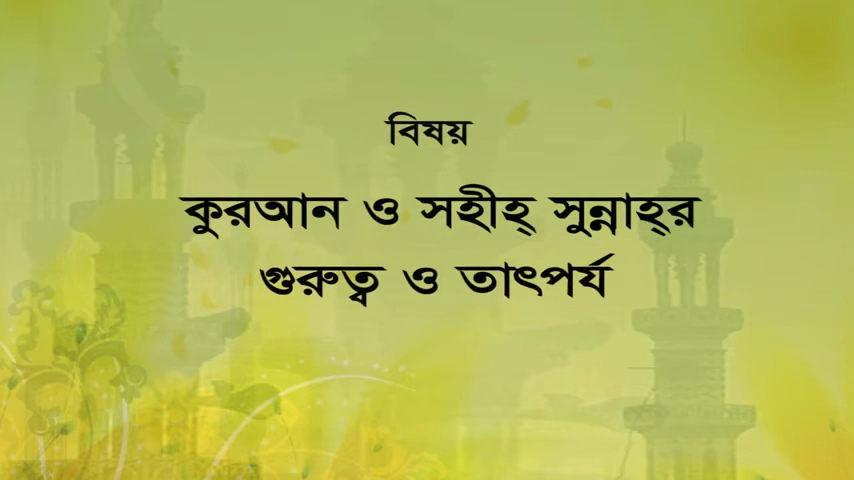 বিষয়
কুরআন ও সহীহ্ সুন্নাহ্‌র
গুরুত্ব ও তাৎপর্য